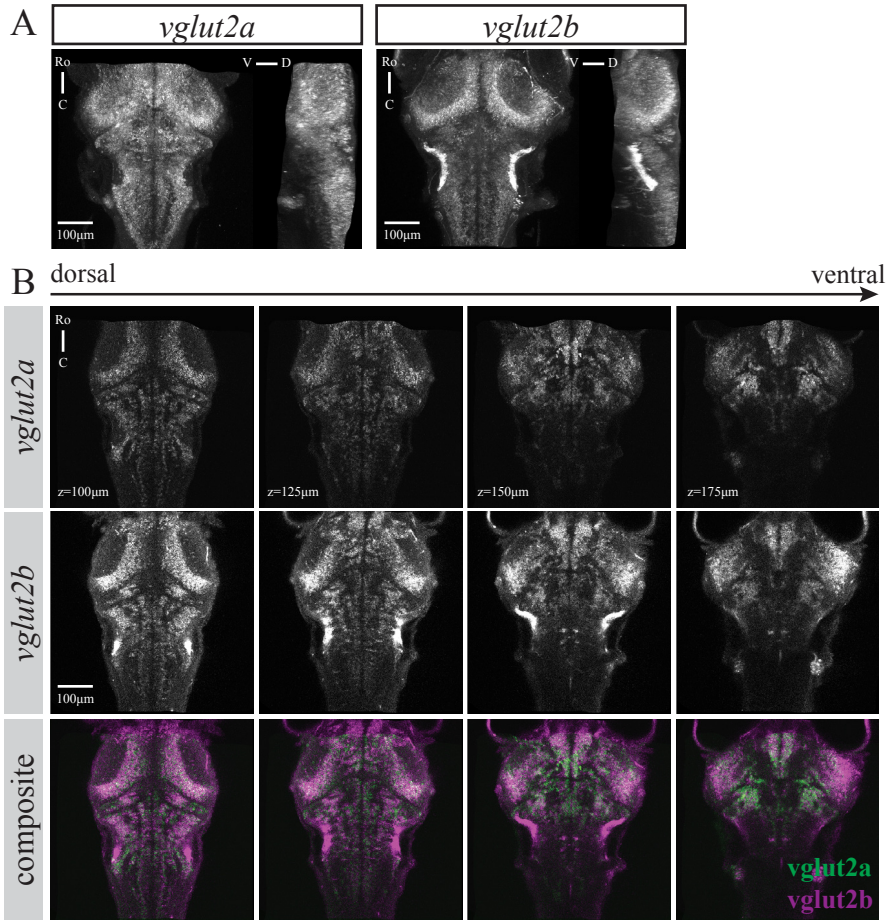 A
vglut2a
vglut2b
Ro
C
V D
100μm
Ro
C
V D
100μm
B
dorsal
ventral
vglut2a
Ro
C
z=100μm
z=125μm
z=150μm
z=175μm
vglut2b
100μm
composite
vglut2a
vglut2b